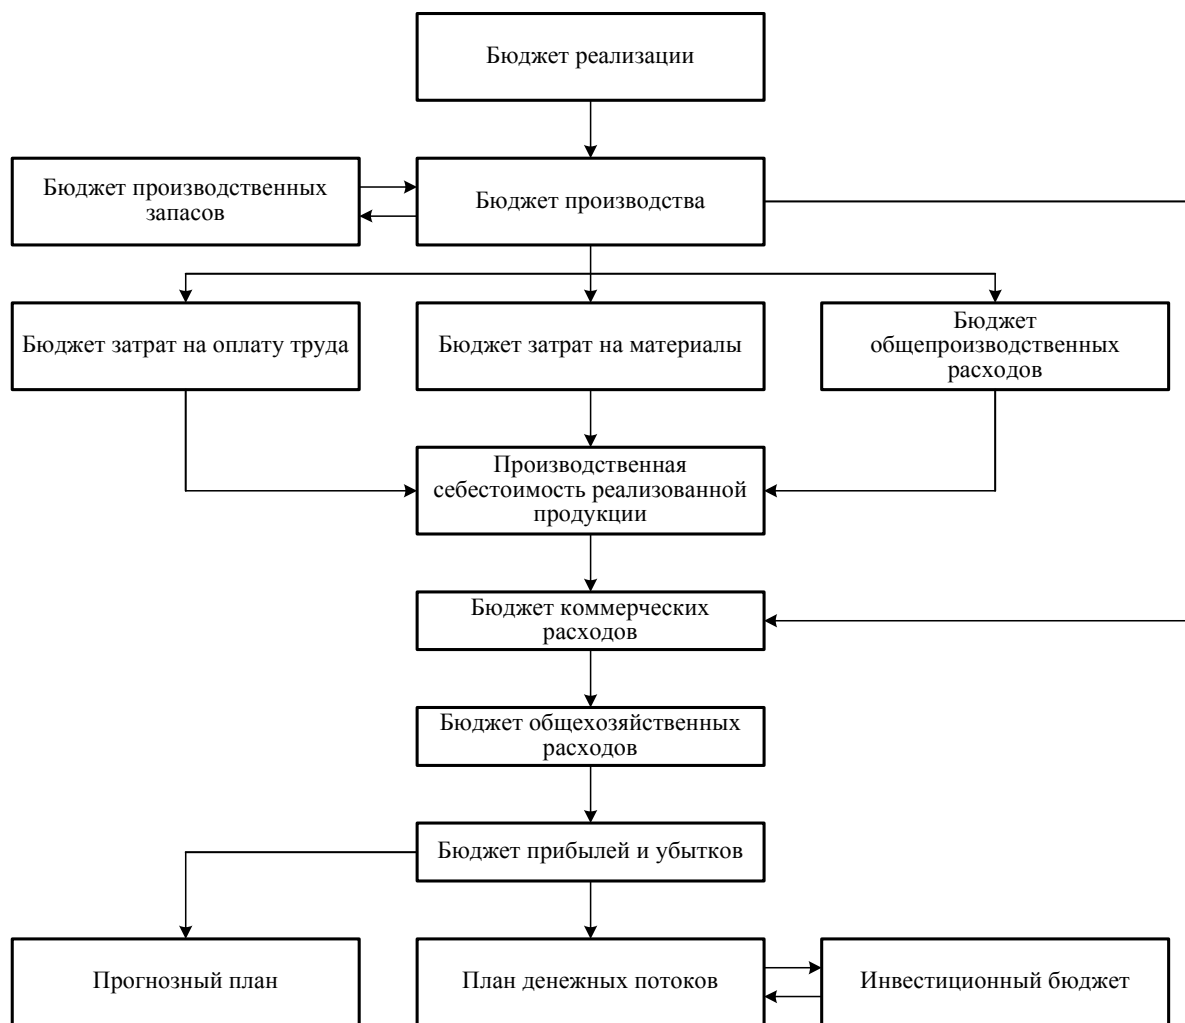 Бюджет реализации
Бюджет производственных
запасов
Бюджет производства
Бюджет затрат на оплату труда
Бюджет затрат на материалы
Бюджет
общепроизводственных
расходов
Производственная
себестоимость реализованной
продукции
Бюджет коммерческих
расходов
Бюджет общехозяйственных
расходов
Бюджет прибылей и убытков
Прогнозный план
План денежных потоков
Инвестиционный бюджет